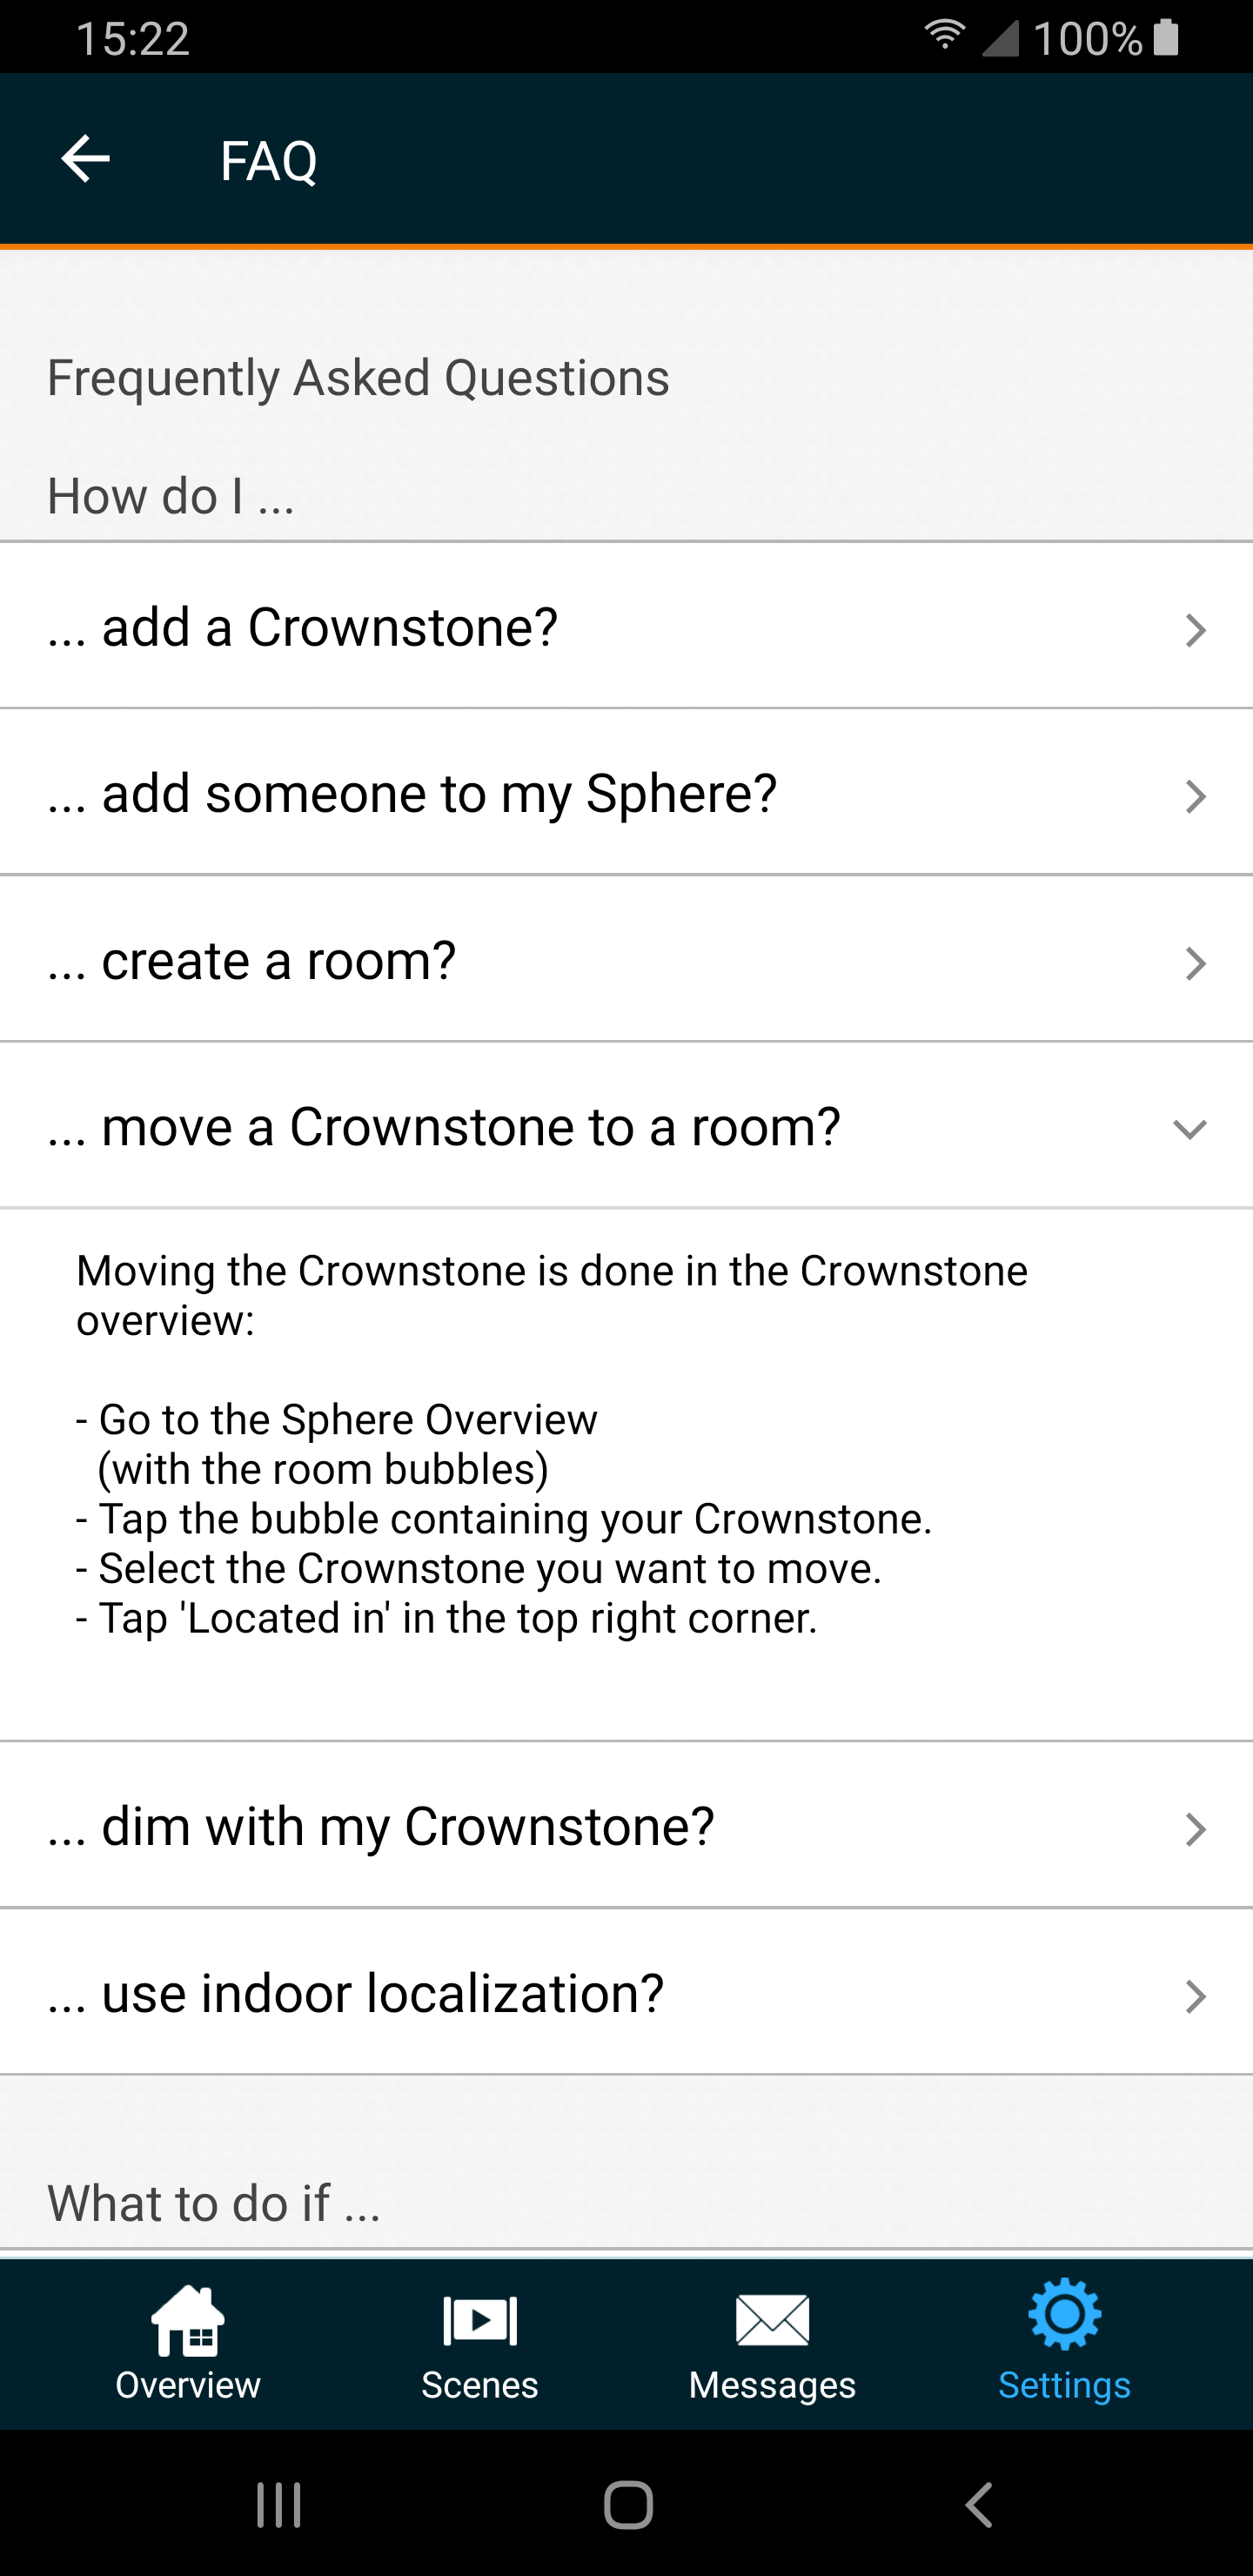 15:22
100%
FAQ
Frequently Asked Questions
How do I ...
... add a Crownstone?
... add someone to my Sphere?
... create a room?
... move a Crownstone to a room?
Moving the Crownstone is done in the Crownstone
overview:
- Go to the Sphere Overview
(with the room bubbles)
- Tap the bubble containing your Crownstone.
- Select the Crownstone you want to move.
- Tap 'Located in' in the top right corner.
... dim with my Crownstone?
... use indoor localization?
What to do if ...
Overview
Scenes
Messages
Settings